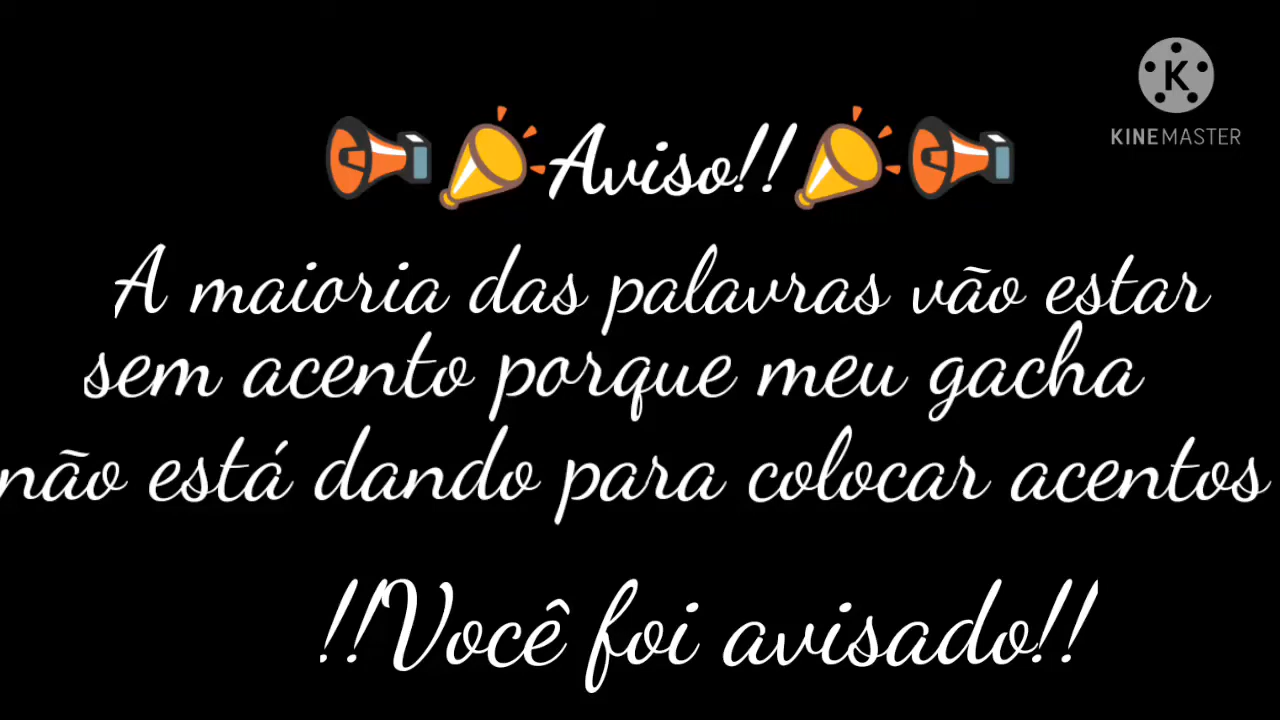 K
KINEMASTER
📢📣Aviso!!📣📢
A maioria das palavras vão estar
sem acento porque meu gacha
não está dando para colocar acentos
!!Você foi avisado!!